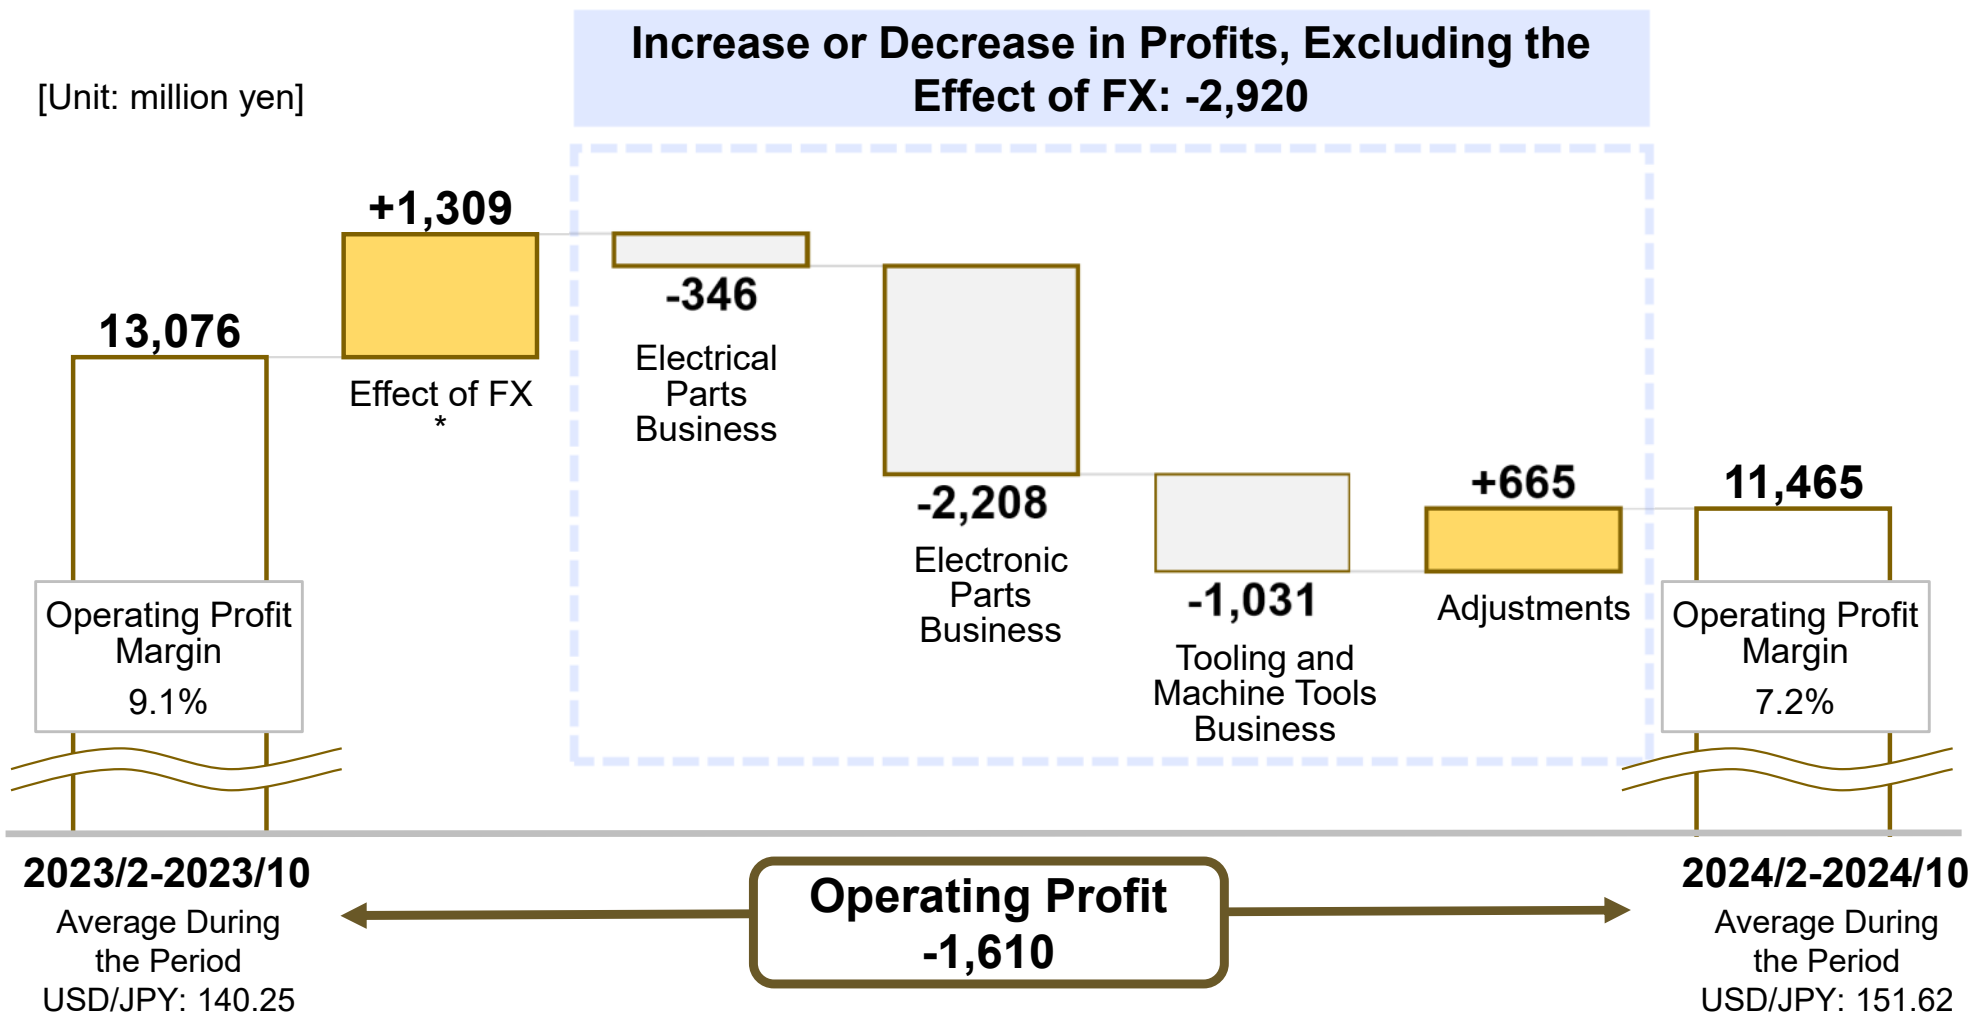 Increase or Decrease in Profits, Excluding the
Effect of FX: -2,920
[Unit: million yen]
13,076
+1,309
Effect of FX
*
-346
Electrical
Parts
Business
-2,208
Electronic
Parts
Business
-1,031
Tooling and
Machine Tools
Business
+665
Adjustments
11,465
Operating Profit
Margin
9.1%
Operating Profit
Margin
7.2%
2023/2-2023/10
Average During
the Period
USD/JPY: 140.25
Operating Profit
-1,610
2024/2-2024/10
Average During
the Period
USD/JPY: 151.62